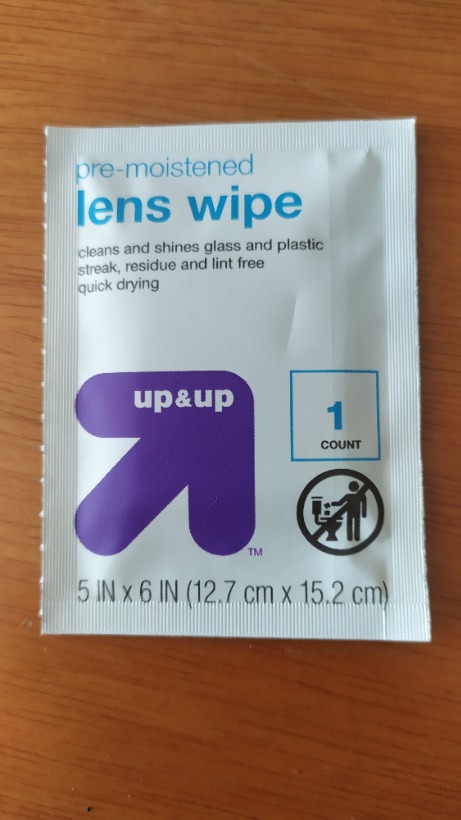 pre-moistened
lens wipe
cleans and shines glass and plastic
streak, residue and lint free
quick drying
up&up
1
COUNT
TM
5 IN x 6 IN (12.7 cm x 15.2 cm)